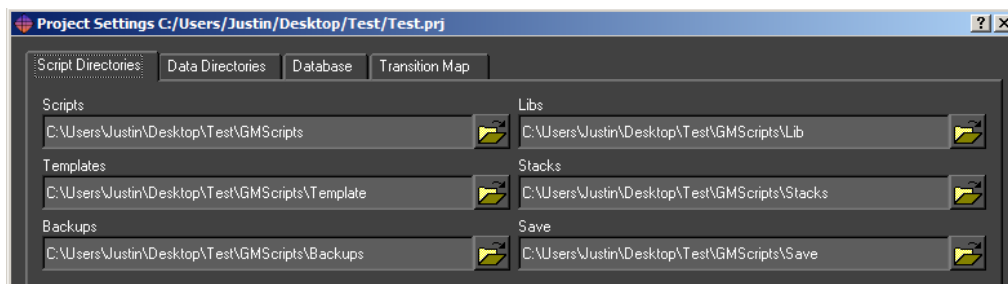 Project Settings C:/Users/Justin/Desktop/Test/Test.prj
Script Directories Data Directories Database Transition Map
Scripts Libs
C:\Users\Justin\Desktop\Test\GMScripts C:\Users\Justin\Desktop\Test\GMScripts\Lib
Templates Stacks
C:\Users\Justin\Desktop\Test\GMScripts\Template C:\Users\Justin\Desktop\Test\GMScripts\Stacks
Backups Save
C:\Users\Justin\Desktop\Test\GMScripts\Backups C:\Users\Justin\Desktop\Test\GMScripts\Save